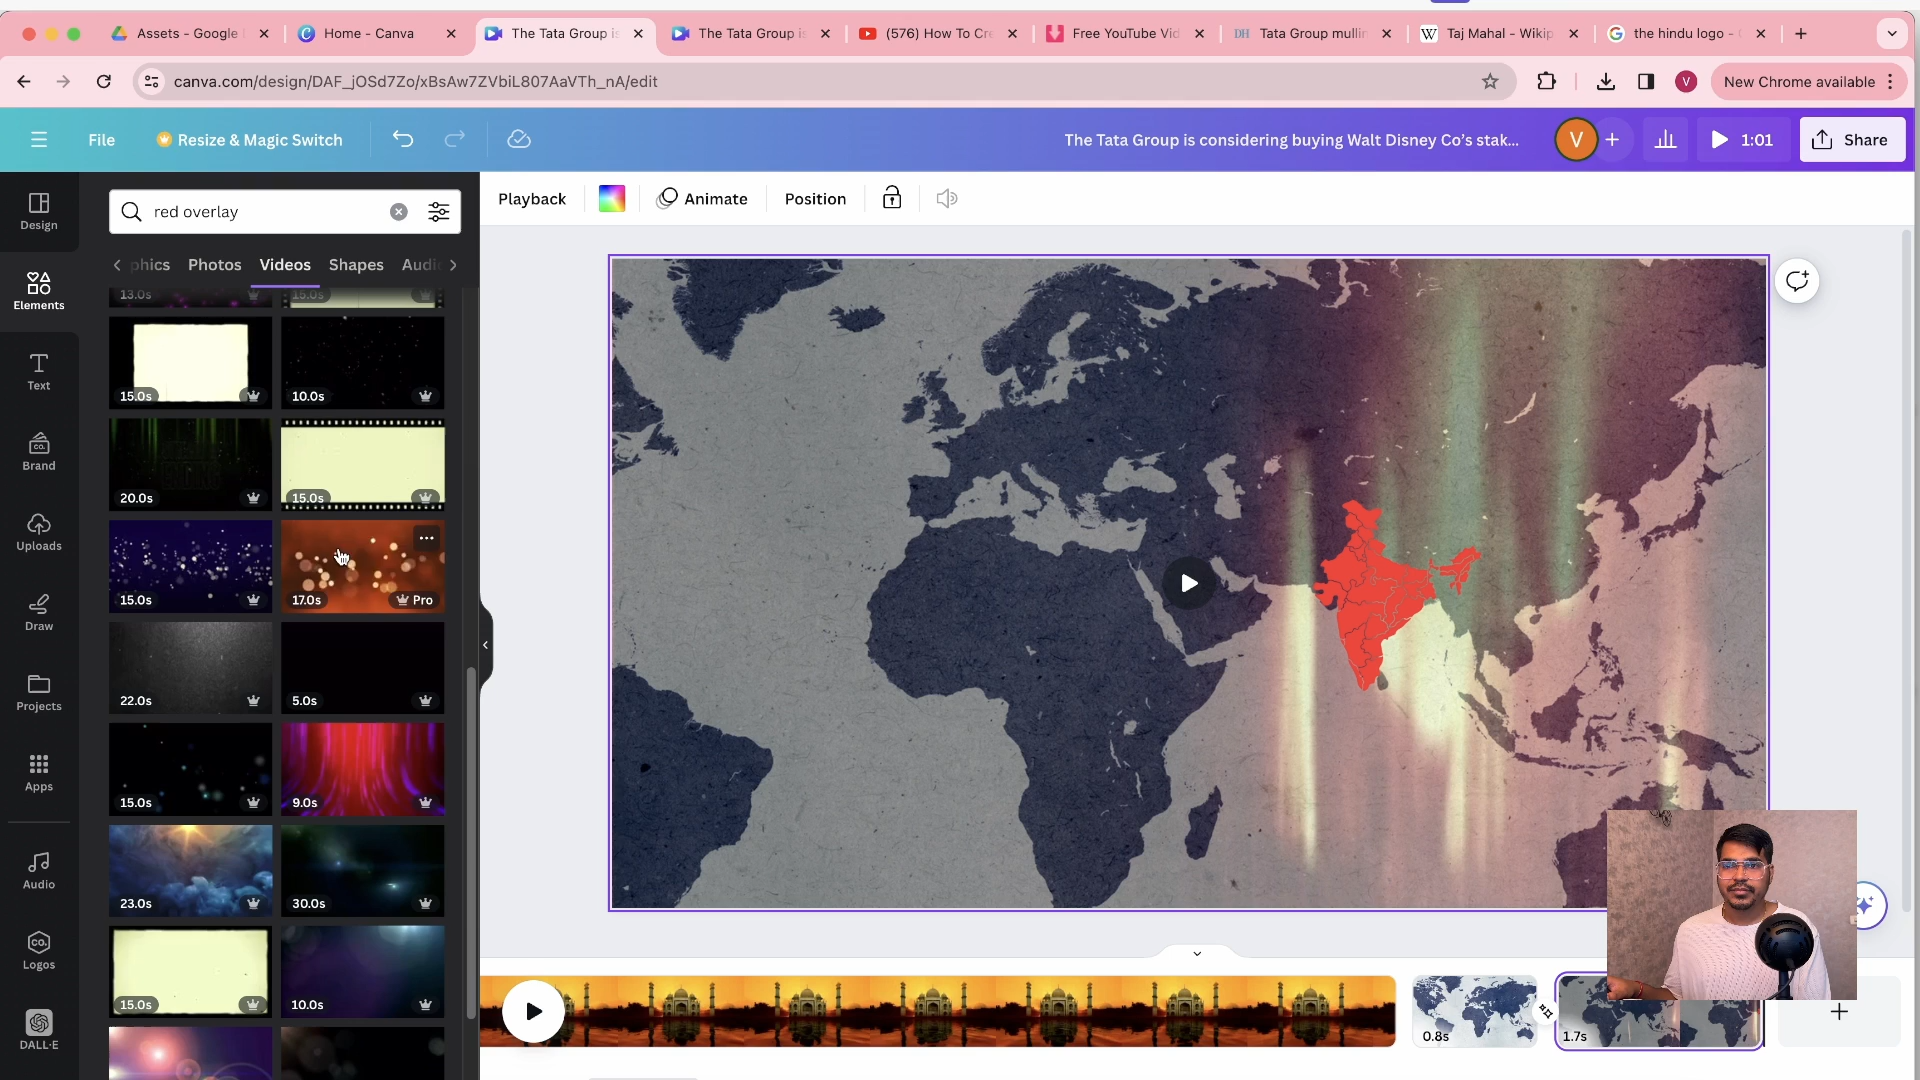 Assets - Google
Home - Canva
The Tata Group is
The Tata Group is
(576) How To Cre
Free YouTube Vid
DH Tata Group mullin
W Taj Mahal - Wikip
G the hindu logo -
canva.com/design/DAF_jOSd7Zo/xBsAw7ZVbiL807AaVTh_nA/edit
V
New Chrome available
File
Resize & Magic Switch
The Tata Group is considering buying Walt Disney Co's stak...
V
1:01
Share
Design
Elements
Text
Brand
Uploads
Draw
Projects
Apps
Audio
Logos
DALL·E
CO.
CO.
red overlay
phics
Photos
Videos
Shapes
Audi
13.0s
15.0s
15.0s
10.0s
20.0s
15.0s
15.0s
17.0s
Pro
22.0s
5.0s
15.0s
9.0s
23.0s
30.0s
15.0s
10.0s
Playback
Animate
Position
0.8s
1.7s